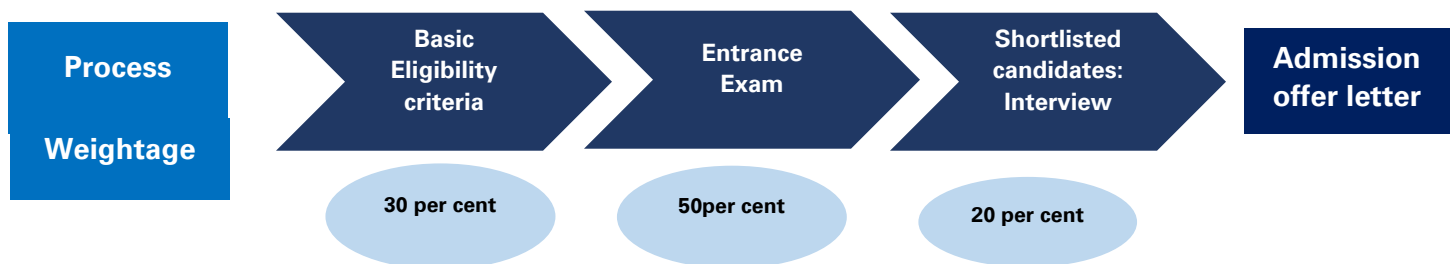 Process
Weightage
Basic
Eligibility
criteria
Entrance
Exam
Shortlisted
candidates:
Interview
Admission
offer letter
30 per cent
50per cent
20 per cent